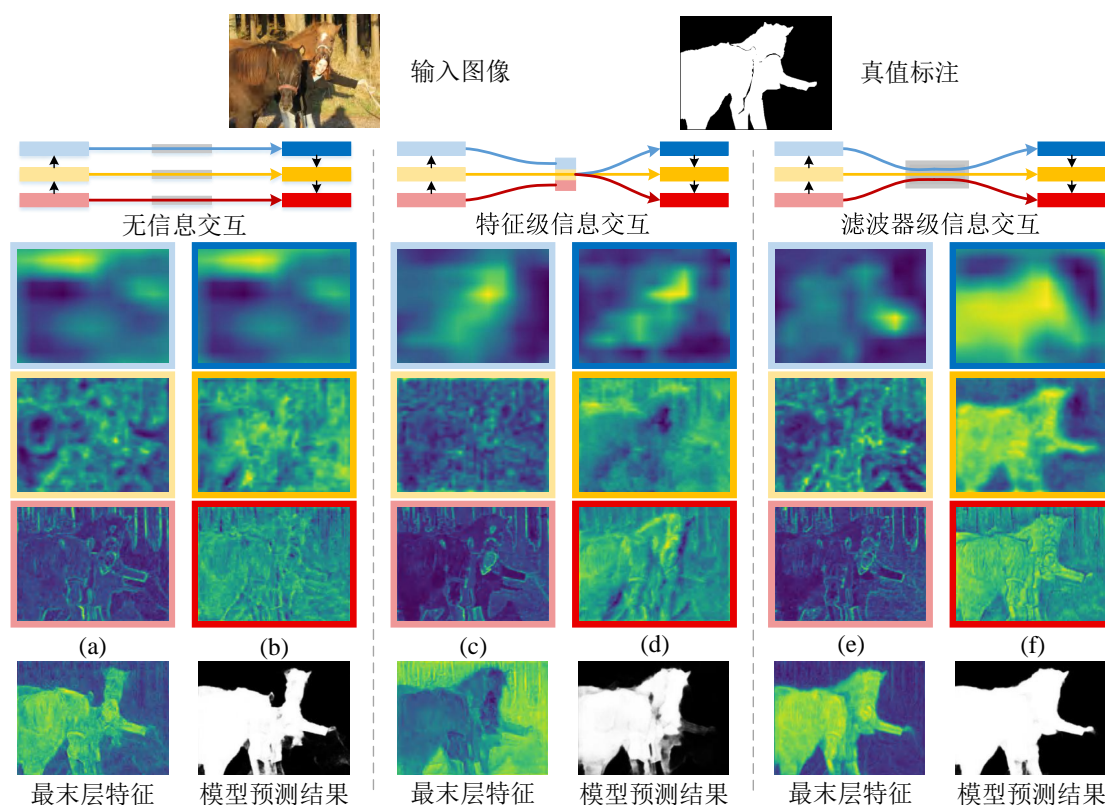 输入图像 真值标注
无信息交互 特征级信息交互 滤波器级信息交互
(a) (b) (c) (d) (e) (f)
最末层特征 模型预测结果 最末层特征 模型预测结果 最末层特征 模型预测结果